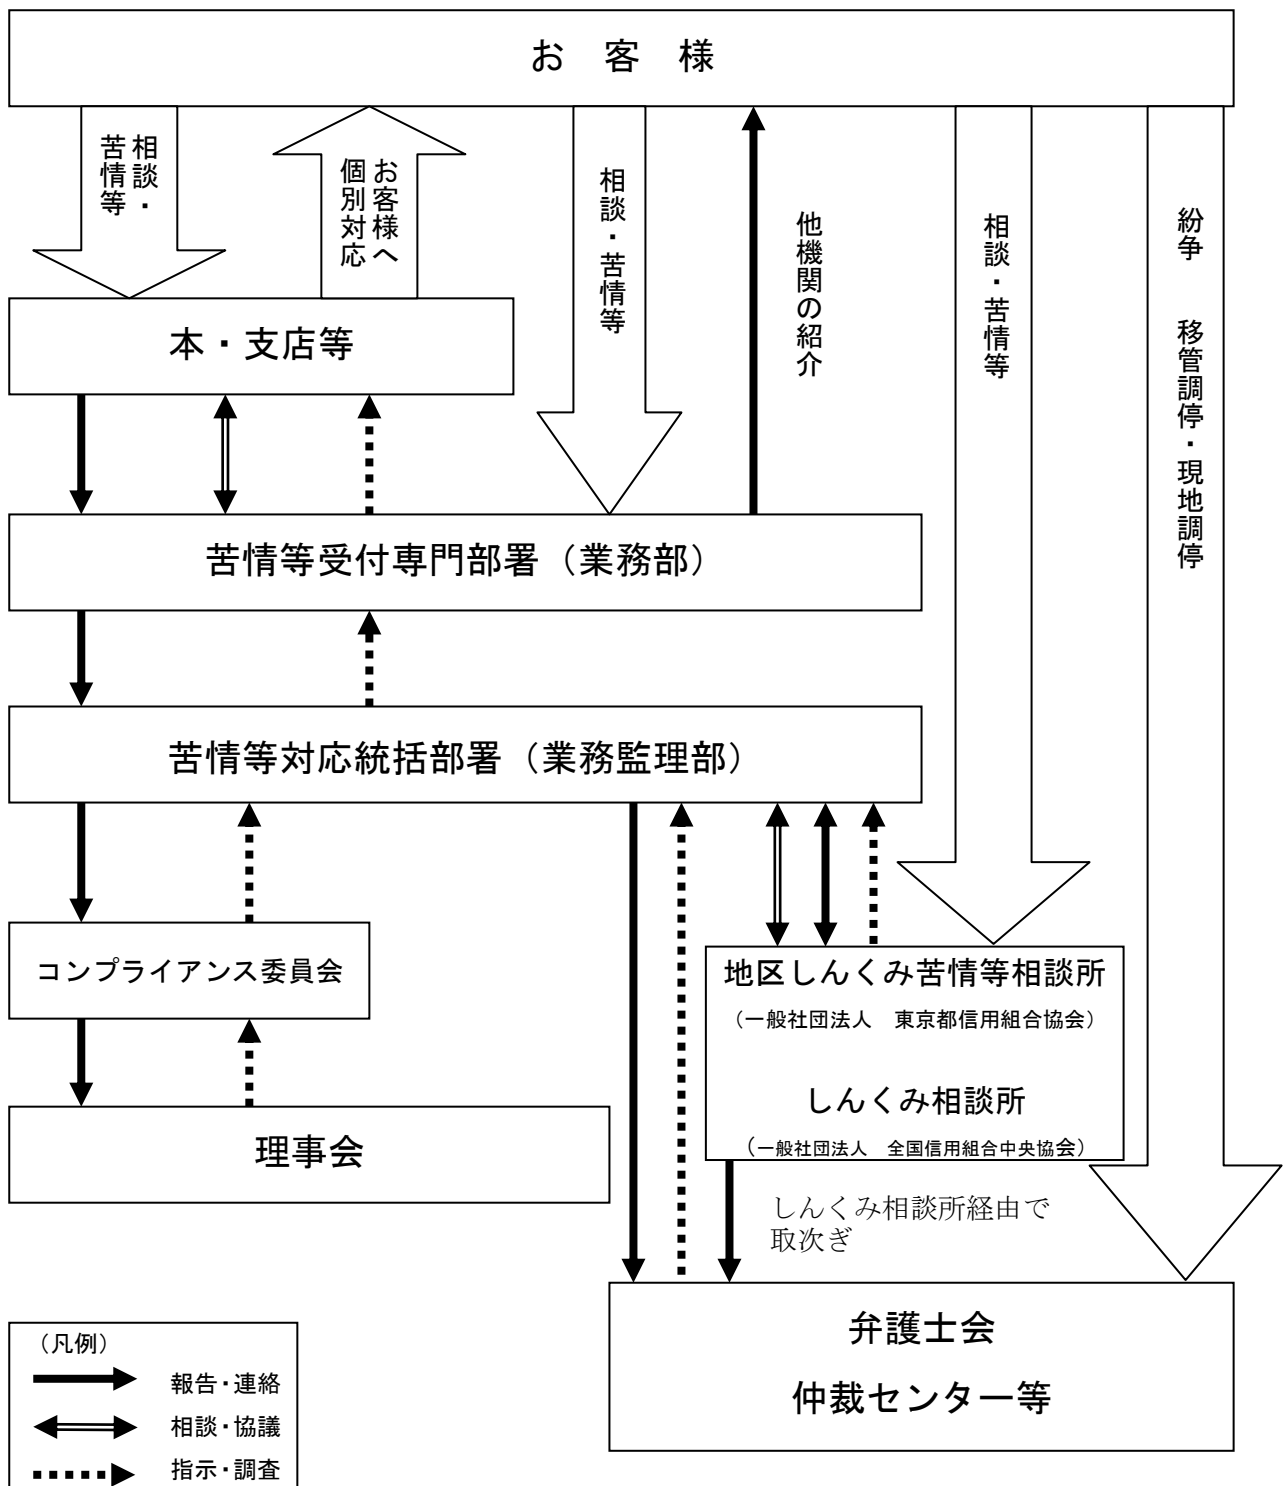 お　客　様
相談・
苦情等
お客様へ
個別対応
相談・苦情等
他機関の紹介
相談・苦情等
紛争　移管調停・現地調停
本・支店等
苦情等受付専門部署（業務部）
苦情等対応統括部署（業務監理部）
コンプライアンス委員会
地区しんくみ苦情等相談所
（一般社団法人　東京都信用組合協会）
しんくみ相談所
（一般社団法人　全国信用組合中央協会）
理事会
しんくみ相談所経由で
取次ぎ
弁護士会
仲裁センター等
（凡例）
報告・連絡
相談・協議
指示・調査